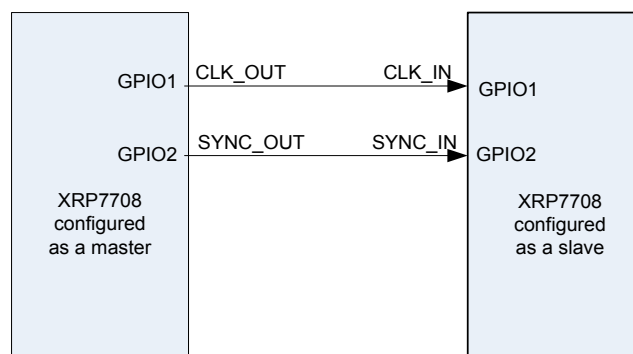 GPIO1 CLK_OUT CLK_IN GPIO1
GPIO2 SYNC_OUT SYNC_IN GPIO2
XRP7708
configured
as a master
XRP7708
configured
as a slave